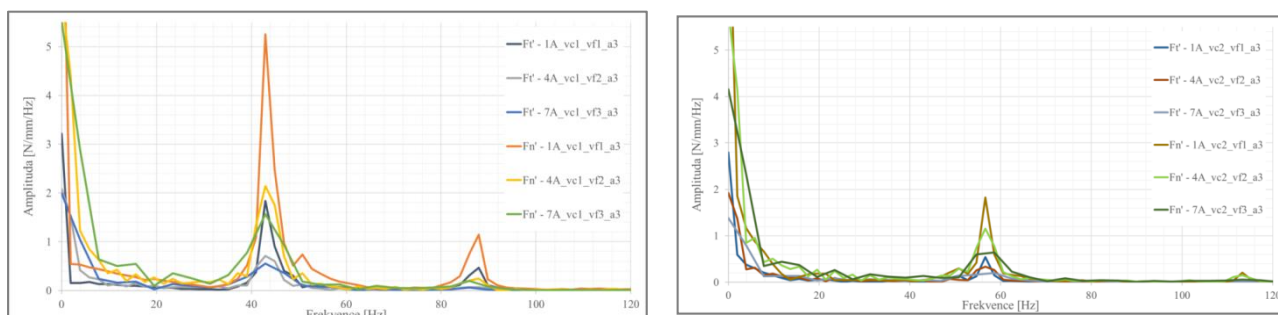 5
4
3
2
1
0
Amplituda [N/mm/Hz]
0
20
40
60
80
100
120
Frekvence [Hz]
Ft' - 1A_vc1_vf1_a3
Ft' - 4A_vc1_vf2_a3
Ft' - 7A_vc1_vf3_a3
Fn' - 1A_vc1_vf1_a3
Fn' - 4A_vc1_vf2_a3
Fn' - 7A_vc1_vf3_a3
5
4
3
2
1
0
Amplituda [N/mm/Hz]
0
20
40
60
80
100
120
Frekvence [Hz]
Ft' - 1A_vc2_vf1_a3
Ft' - 4A_vc2_vf2_a3
Ft' - 7A_vc2_vf3_a3
Fn' - 1A_vc2_vf1_a3
Fn' - 4A_vc2_vf2_a3
Fn' - 7A_vc2_vf3_a3